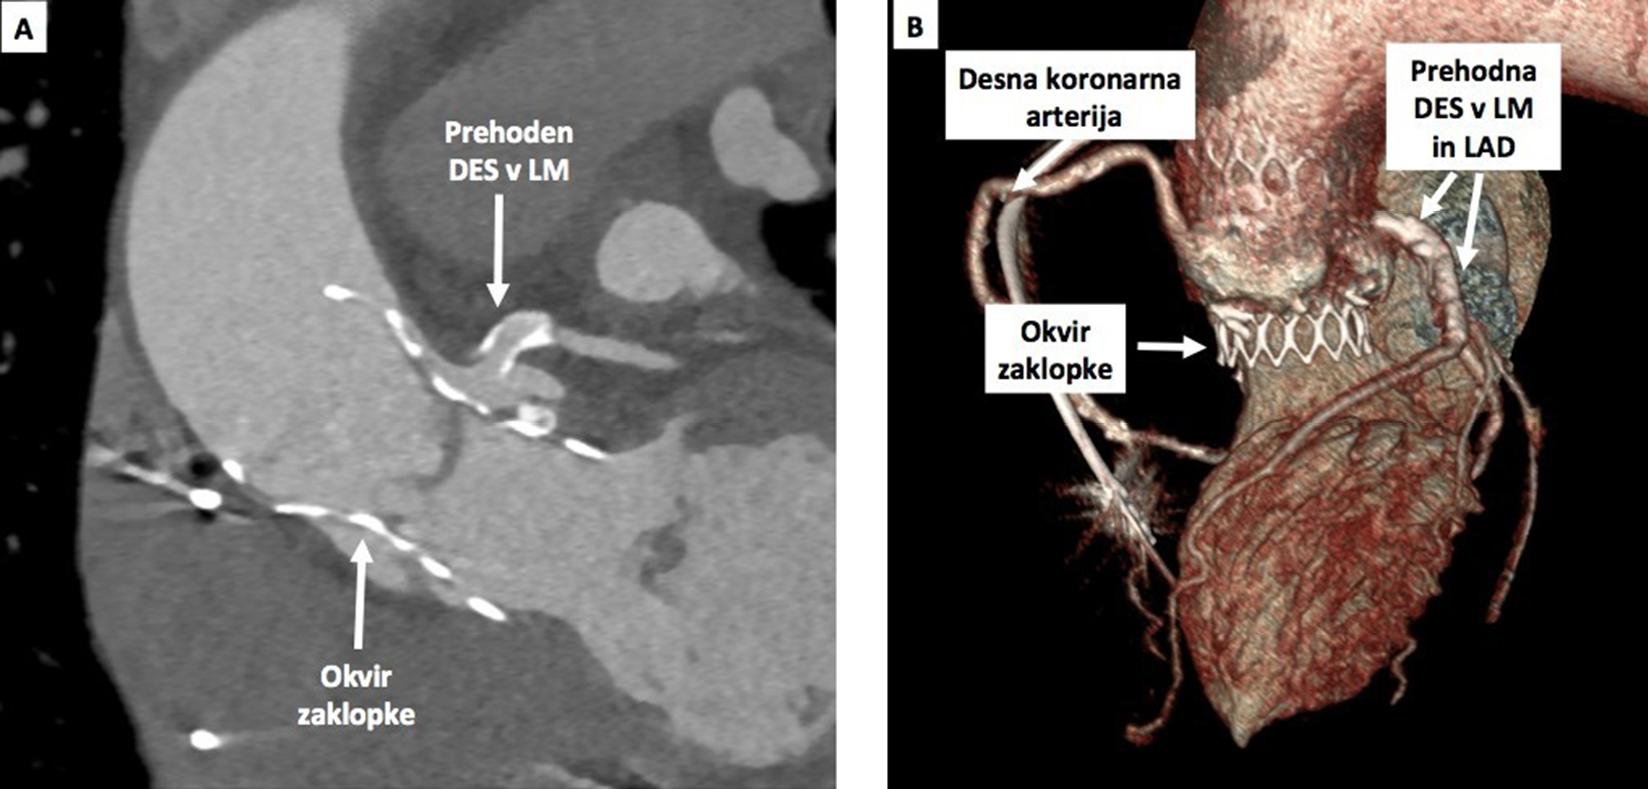 A
Prehoden
DES v LM
Okvir
zaklopke
B
Desna koronarna
arterija
Prehodna
DES v LM
in LAD
Okvir
zaklopke